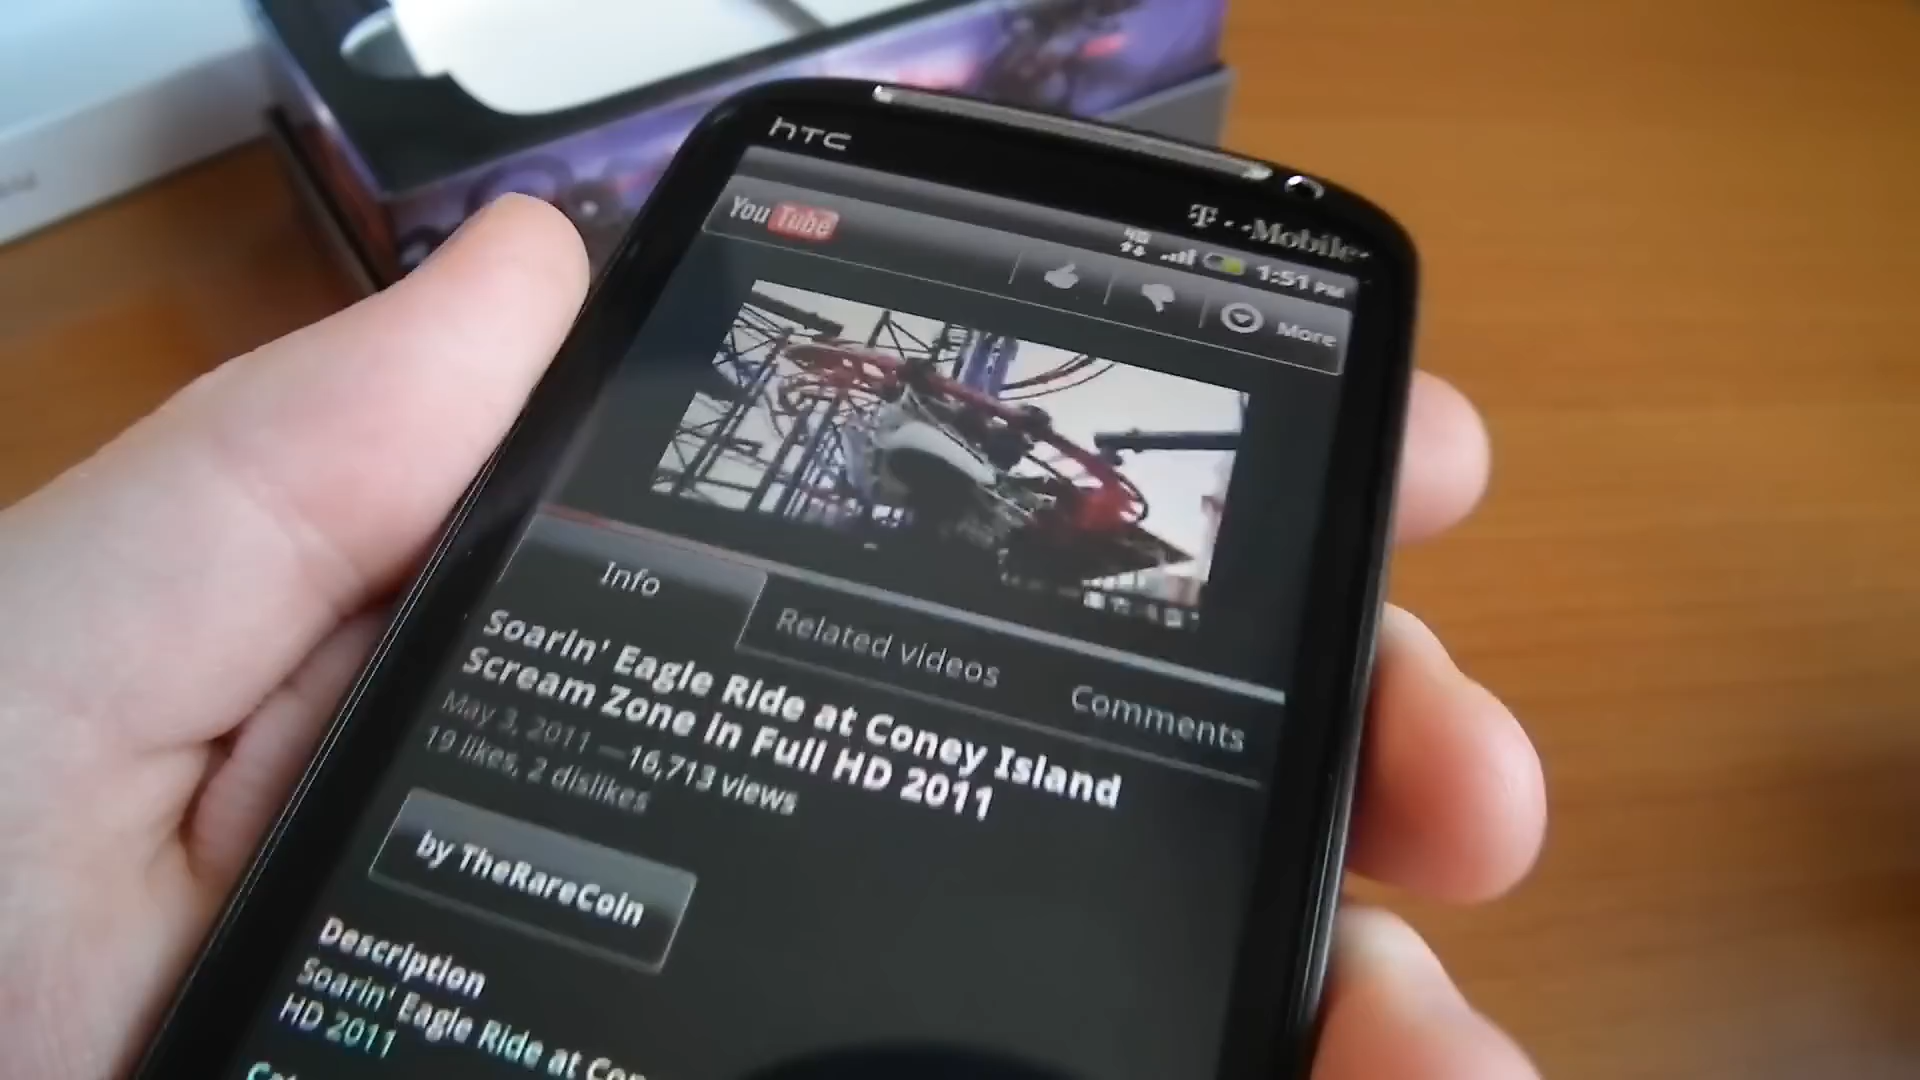 hTC
T··Mobile
4G 1:51 PM
YouTube
More
Info
Related videos
Comments
Soarin' Eagle Ride at Coney Island
Scream Zone in Full HD 2011
May 3, 2011 — 16,713 views
19 likes, 2 dislikes
by TheRareCoin
Description
Soarin' Eagle Ride at Con
HD 2011